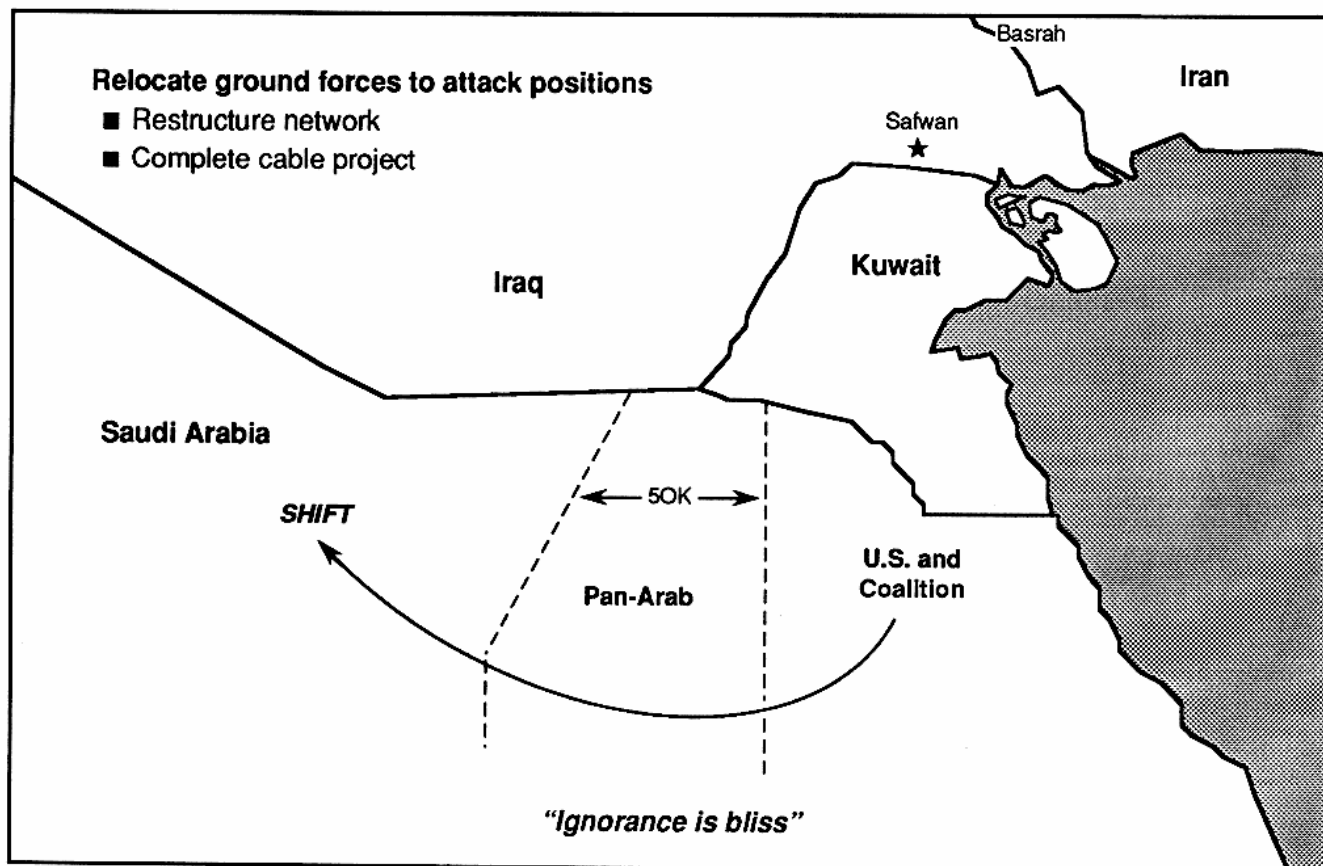 Relocate ground forces to attack positions
■ Restructure network
■ Complete cable project
Basrah
Iran
Safwan
Kuwait
Iraq
Saudi Arabia
SHIFT
50K
Pan-Arab
U.S. and
Coalition
"Ignorance is bliss"